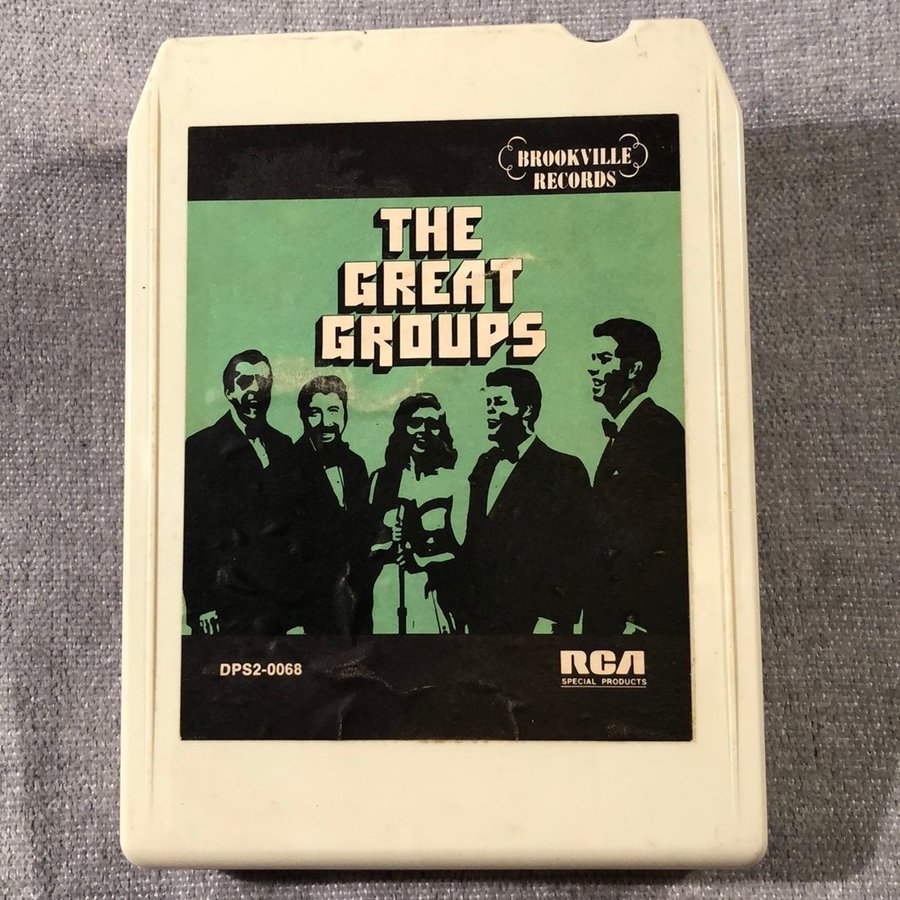 BROOKVILLE
RECORDS
THE
GREAT
GROUPS
DPS2-0068
RCA
SPECIAL PRODUCTS